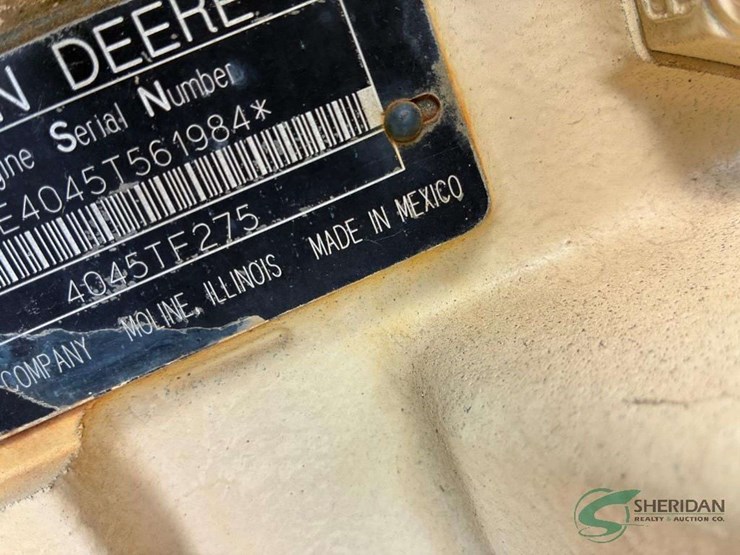 N DEERE
gine Serial Number
E4045T561984*
4045TF275
COMPANY MOLINE, ILLINOIS MADE IN MEXICO
SHERIDAN
REALTY & AUCTION CO.